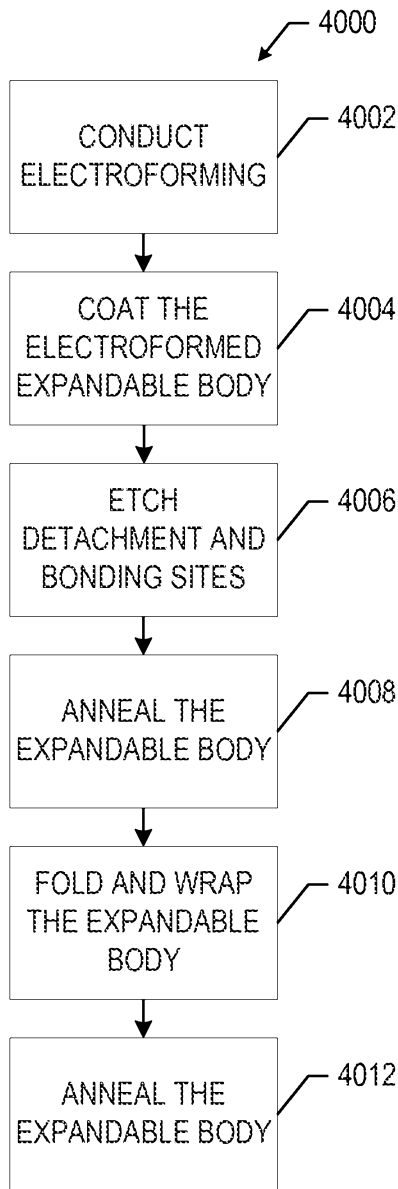 4000
CONDUCT
ELECTROFORMING
4002
COAT THE
ELECTROFORMED
EXPANDABLE BODY
4004
ETCH
DETACHMENT AND
BONDING SITES
4006
ANNEAL THE
EXPANDABLE BODY
4008
FOLD AND WRAP
THE EXPANDABLE
BODY
4010
ANNEAL THE
EXPANDABLE BODY
4012